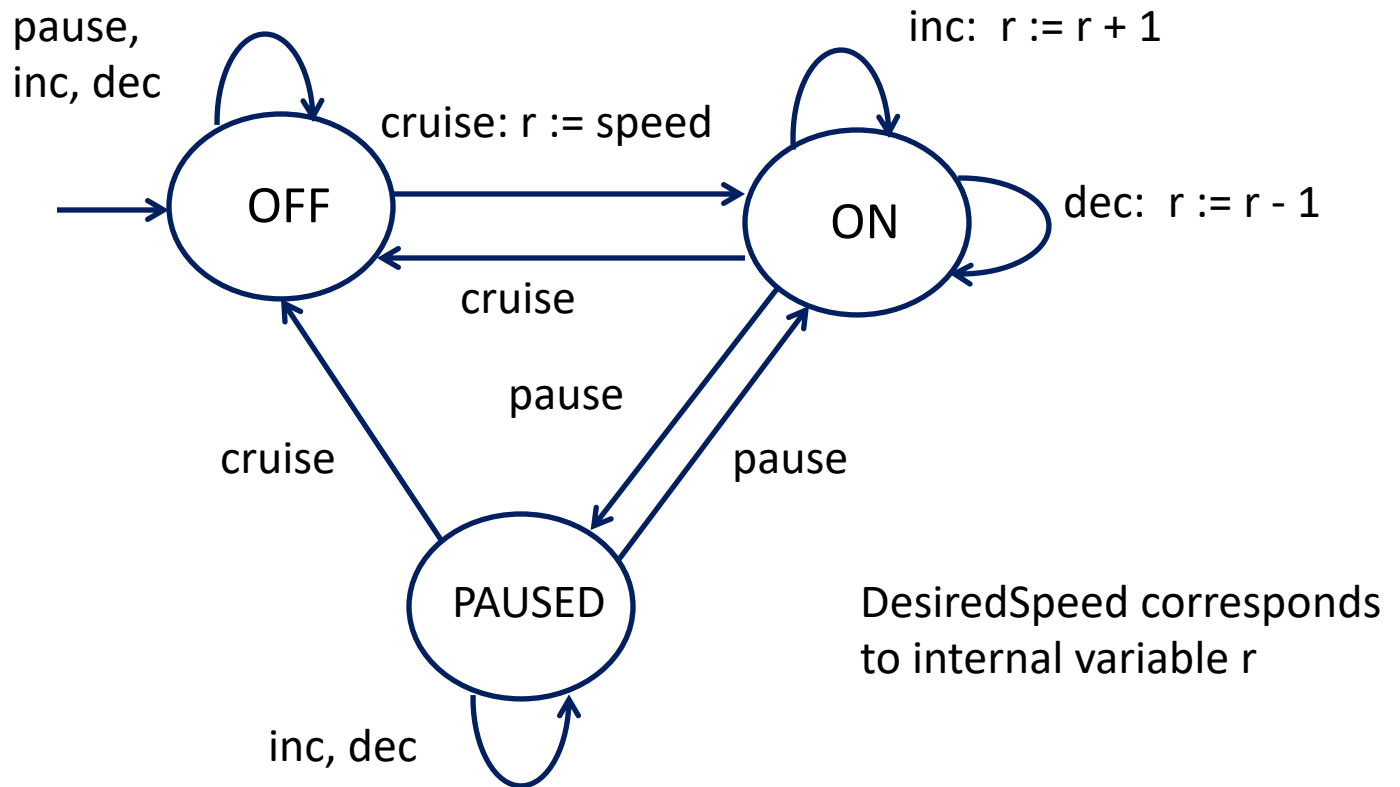 pause,
inc, dec
inc:  r := r + 1
cruise: r := speed
OFF
ON
dec:  r := r - 1
cruise
pause
cruise
pause
PAUSED
DesiredSpeed corresponds
to internal variable r
inc, dec